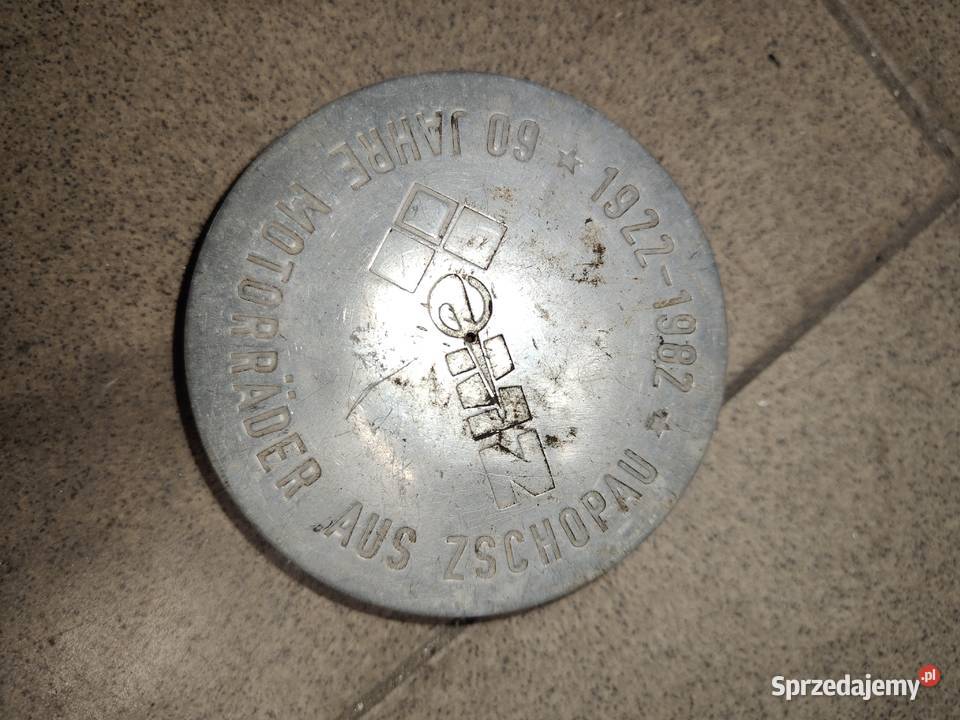 60 JAHRE MOTORRÄDER AUS ZSCHOPAU
1922-1982
MZ
Sprzedajemy.pl